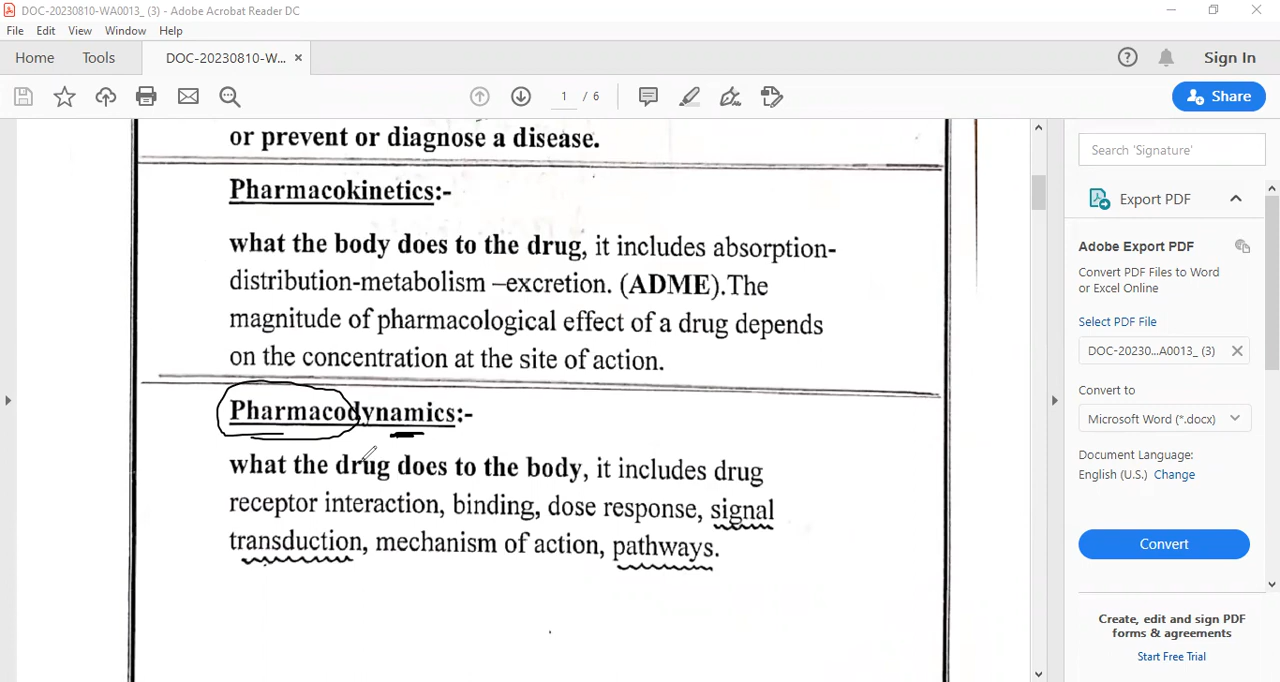 DOC-20230810-WA0013_ (3) - Adobe Acrobat Reader DC
File Edit View Window Help
Home Tools DOC-20230810-W... × Sign In
1 / 6 Share
or prevent or diagnose a disease.
Pharmacokinetics:-
what the body does to the drug, it includes absorption-
distribution-metabolism –excretion. (ADME).The
magnitude of pharmacological effect of a drug depends
on the concentration at the site of action.
Pharmacodynamics:-
what the drug does to the body, it includes drug
receptor interaction, binding, dose response, signal
transduction, mechanism of action, pathways.
Search 'Signature'
Export PDF
Adobe Export PDF
Convert PDF Files to Word
or Excel Online
Select PDF File
DOC-20230...A0013_ (3)
Convert to
Microsoft Word (*.docx)
Document Language:
English (U.S.) Change
Convert
Create, edit and sign PDF
forms & agreements
Start Free Trial